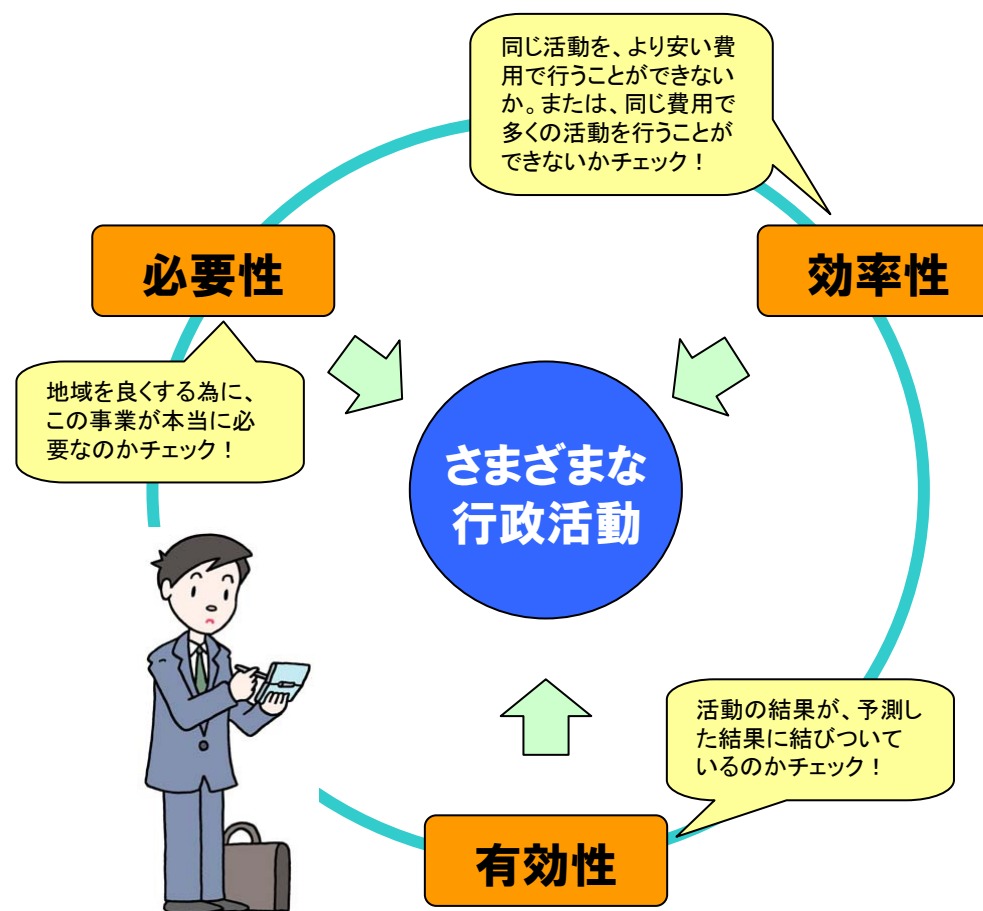 同じ活動を、より安い費
用で行うことができない
か。または、同じ費用で
多くの活動を行うことが
できないかチェック！
必要性
効率性
地域を良くする為に、
この事業が本当に必
要なのかチェック！
さまざまな
行政活動
活動の結果が、予測し
た結果に結びついて
いるのかチェック！
有効性